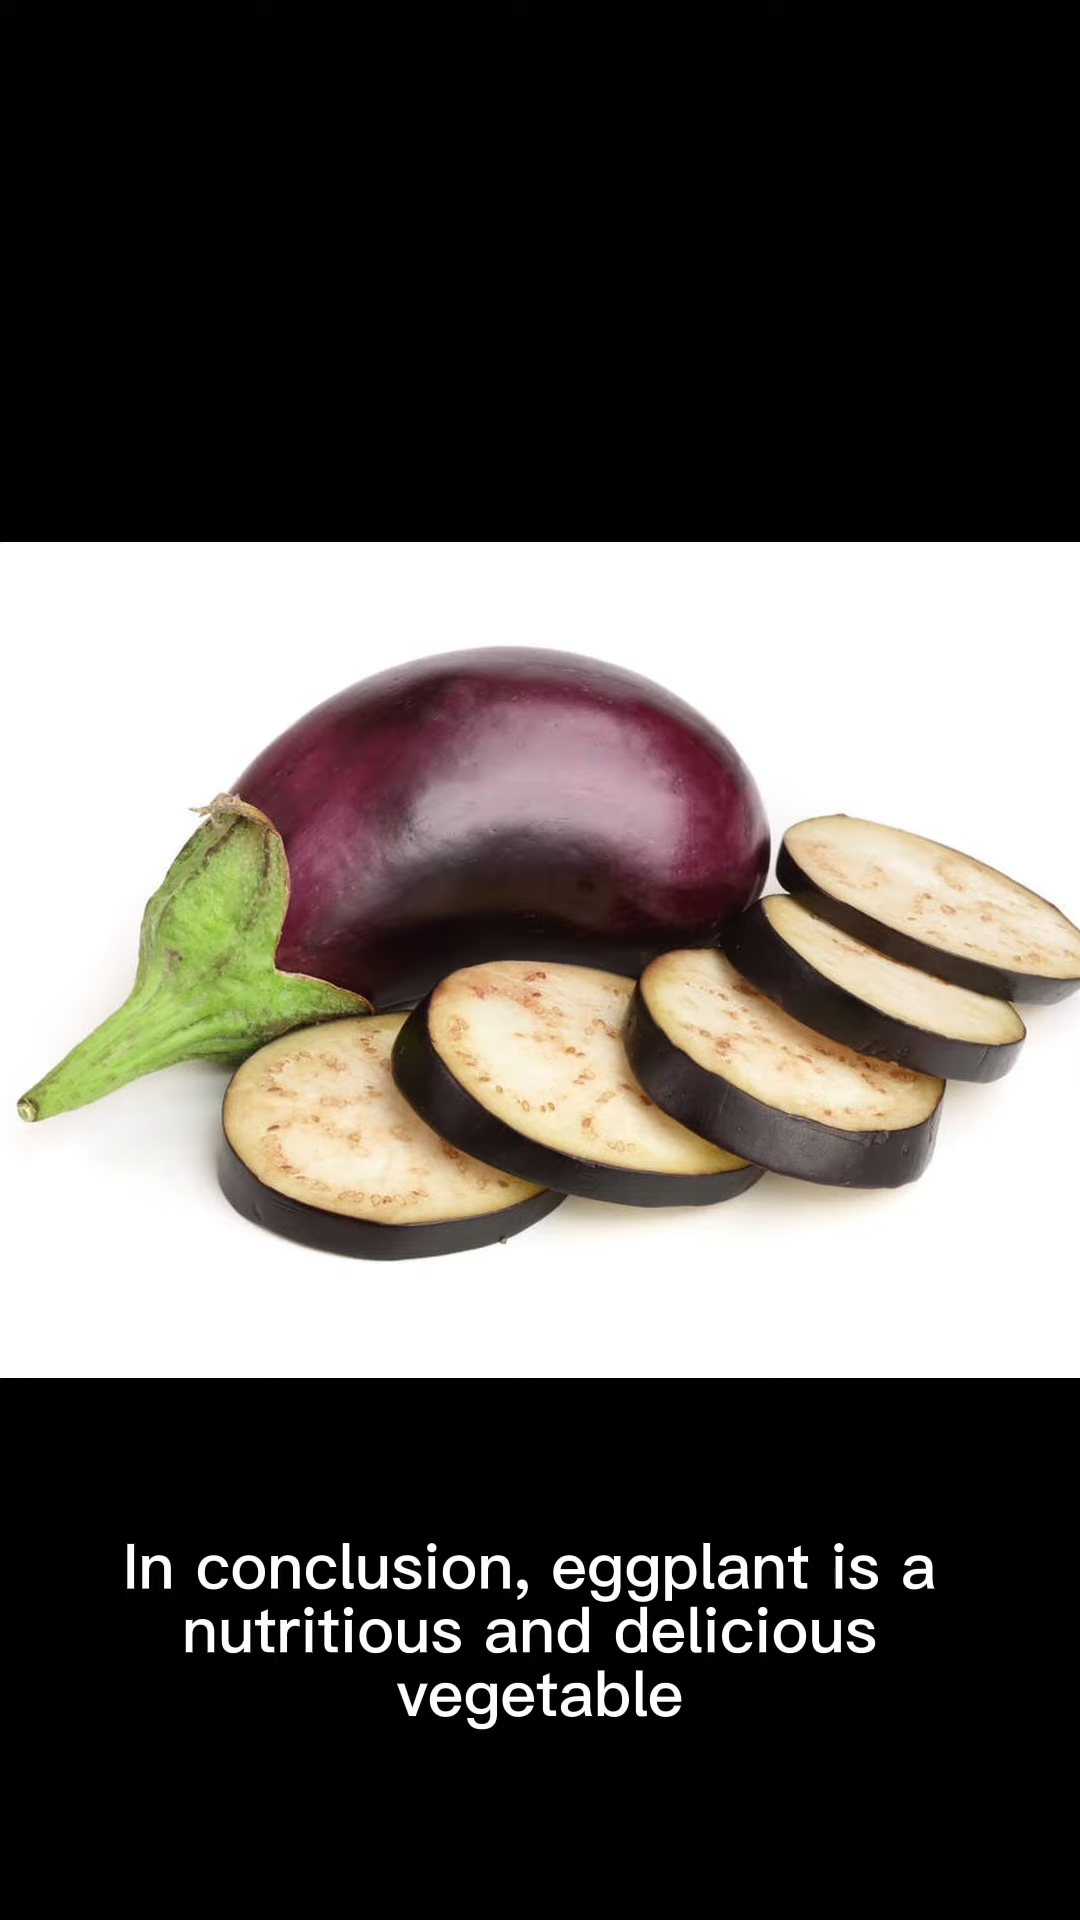 In conclusion, eggplant is a
nutritious and delicious
vegetable